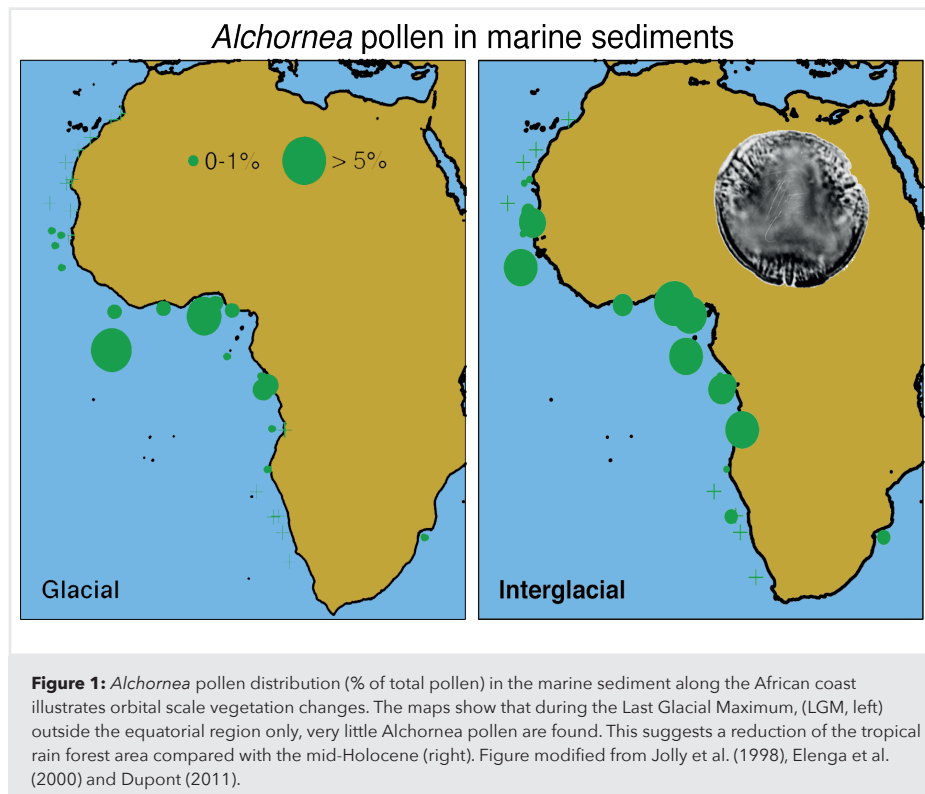 Alchornea pollen in marine sediments
0-1% > 5%
Glacial
Interglacial
Figure 1: Alchornea pollen distribution (% of total pollen) in the marine sediment along the African coast
illustrates orbital scale vegetation changes. The maps show that during the Last Glacial Maximum, (LGM, left)
outside the equatorial region only, very little Alchornea pollen are found. This suggests a reduction of the tropical
rain forest area compared with the mid-Holocene (right). Figure modified from Jolly et al. (1998), Elenga et al.
(2000) and Dupont (2011).